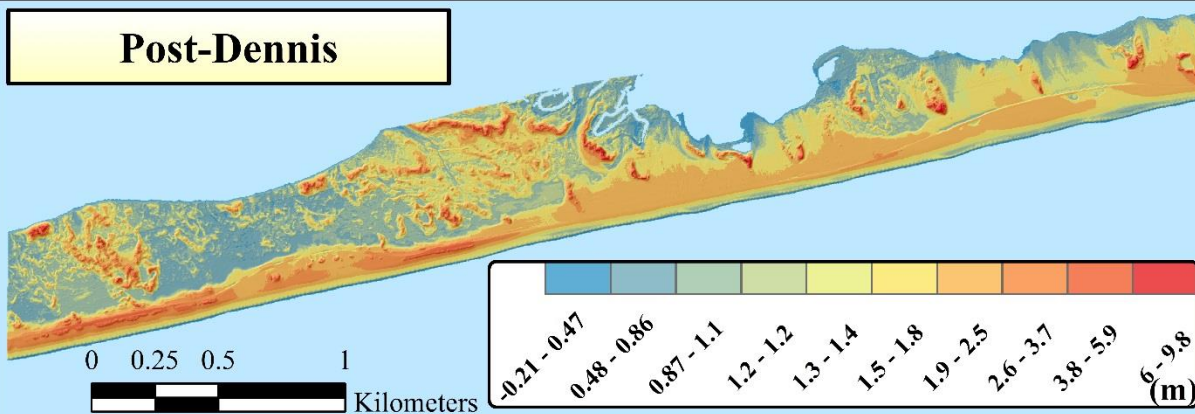 Post-Dennis
0 0.25 0.5 1
Kilometers
-0.21 - 0.47
0.48 - 0.86
0.87 - 1.1
1.2 - 1.2
1.3 - 1.4
1.5 - 1.8
1.9 - 2.5
2.6 - 3.7
3.8 - 5.9
6 - 9.8
(m)